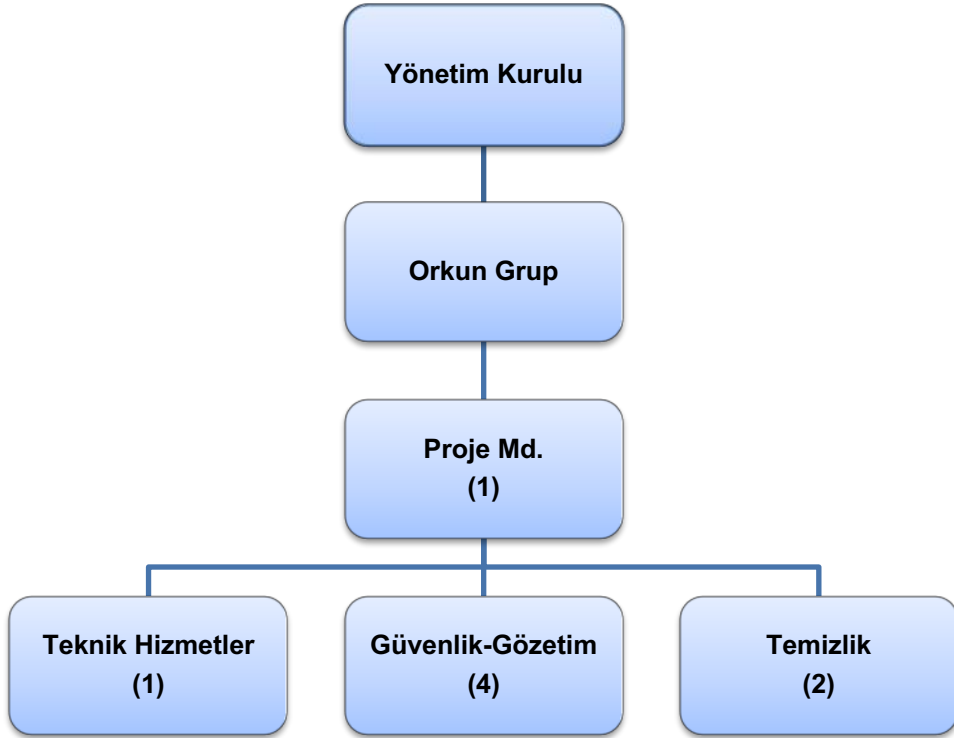 Yönetim Kurulu
Orkun Grup
Proje Md.
(1)
Teknik Hizmetler
(1)
Güvenlik-Gözetim
(4)
Temizlik
(2)